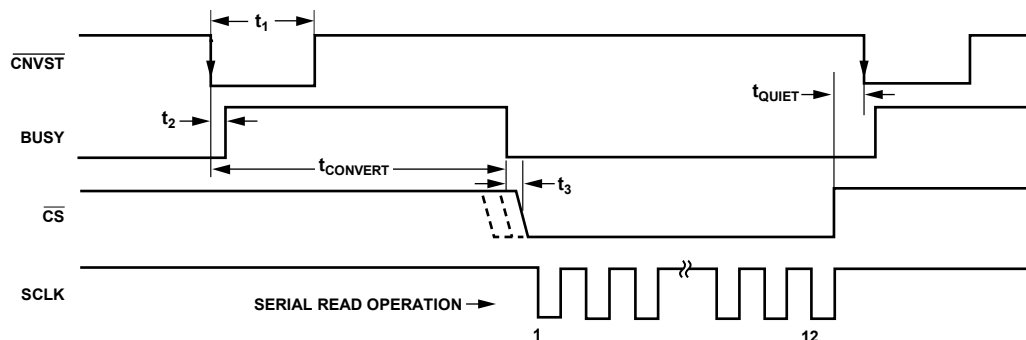 t1
CNVST
tQUIET
t2
BUSY
tCONVERT
t3
CS
SCLK
SERIAL READ OPERATION
1
12